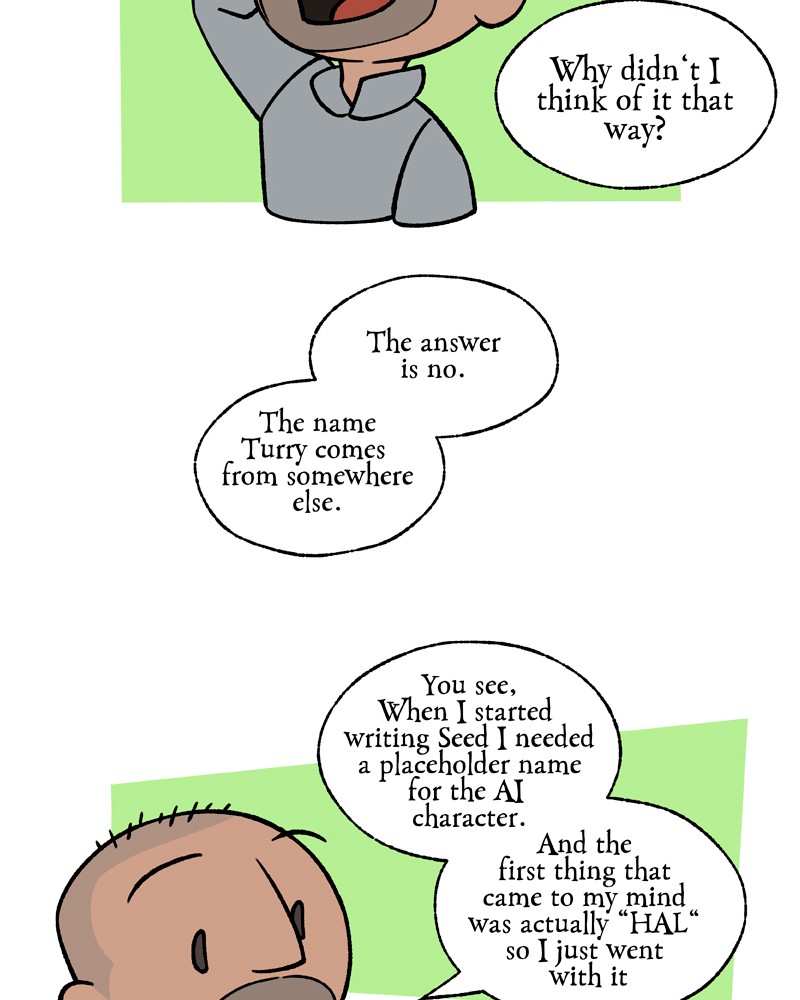 Why didn't I
think of it that
way?
The answer
is no.
The name
Turry comes
from somewhere
else.
You see,
When I started
writing Seed I needed
a placeholder name
for the AI
character.
And the
first thing that
came to my mind
was actually "HAL"
so I just went
with it